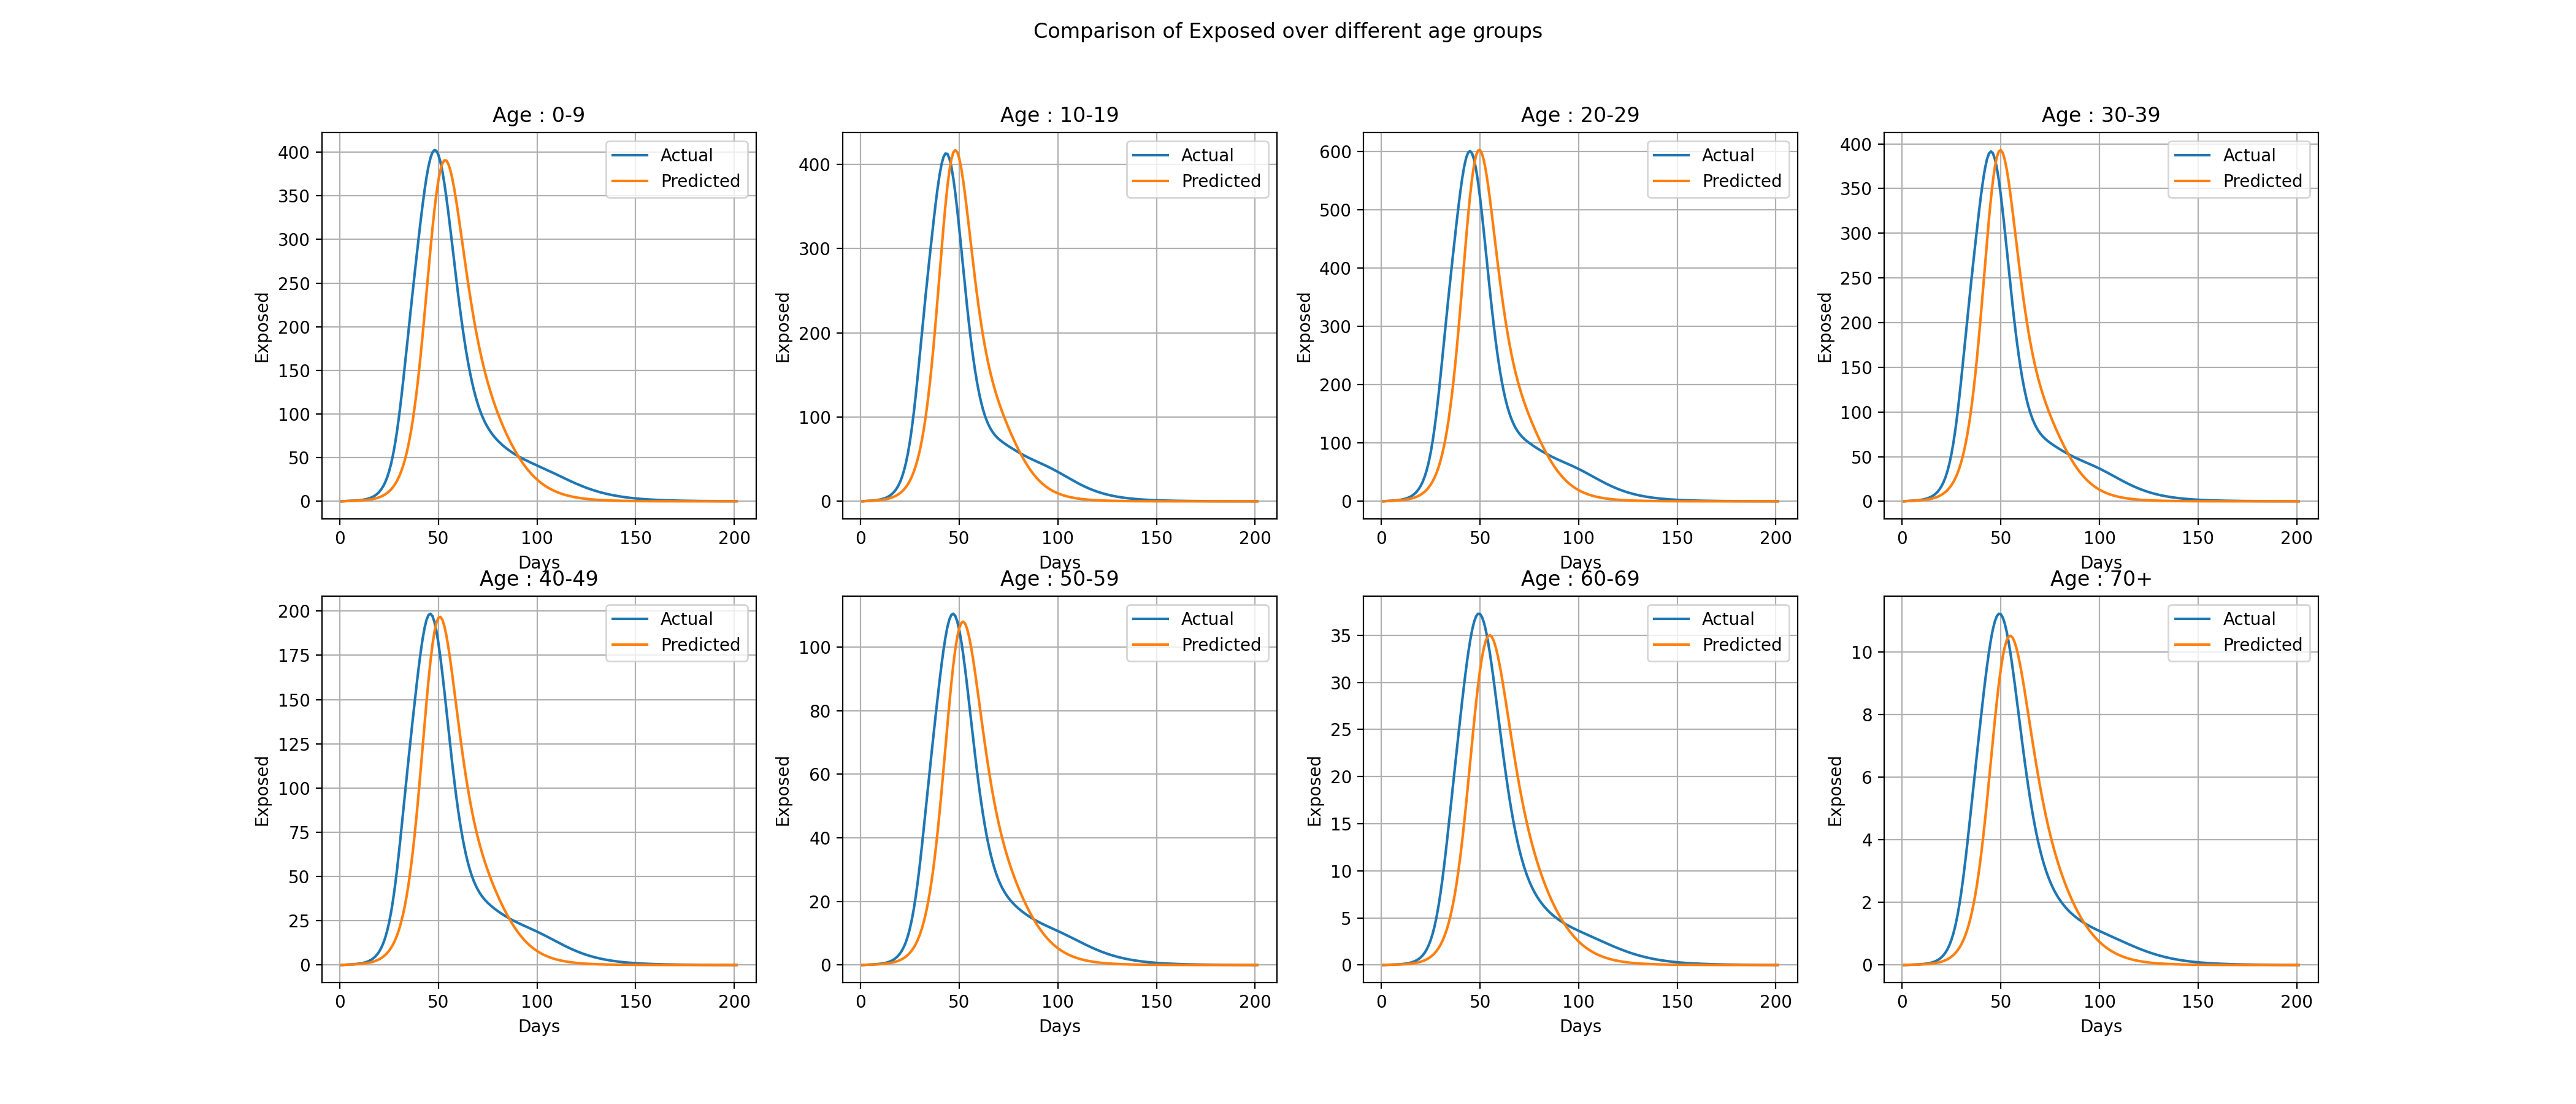 Comparison of Exposed over different age groups
Age : 0-9
Exposed
400
350
300
250
200
150
100
50
0
Actual
Predicted
0 50 100 150 200
Days
Age : 10-19
Exposed
400
300
200
100
0
Actual
Predicted
0 50 100 150 200
Days
Age : 20-29
Exposed
600
500
400
300
200
100
0
Actual
Predicted
0 50 100 150 200
Days
Age : 30-39
Exposed
400
350
300
250
200
150
100
50
0
Actual
Predicted
0 50 100 150 200
Days
Age : 40-49
Exposed
200
175
150
125
100
75
50
25
0
Actual
Predicted
0 50 100 150 200
Days
Age : 50-59
Exposed
100
80
60
40
20
0
Actual
Predicted
0 50 100 150 200
Days
Age : 60-69
Exposed
35
30
25
20
15
10
5
0
Actual
Predicted
0 50 100 150 200
Days
Age : 70+
Exposed
10
8
6
4
2
0
Actual
Predicted
0 50 100 150 200
Days